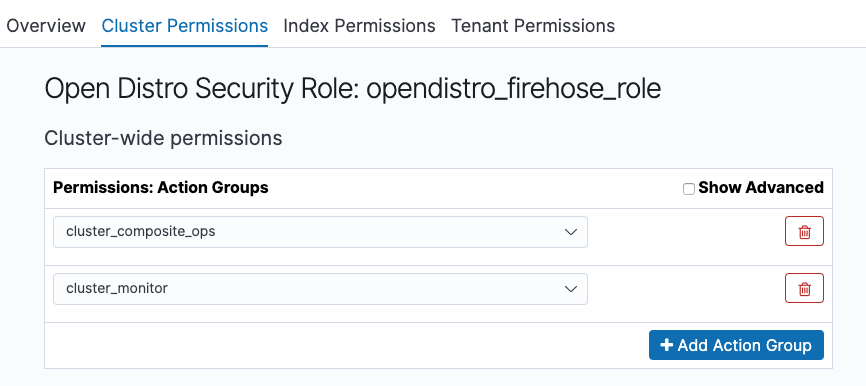 Overview Cluster Permissions Index Permissions Tenant Permissions
Open Distro Security Role: opendistro_firehose_role
Cluster-wide permissions
Permissions: Action Groups Show Advanced
cluster_composite_ops
cluster_monitor
Add Action Group